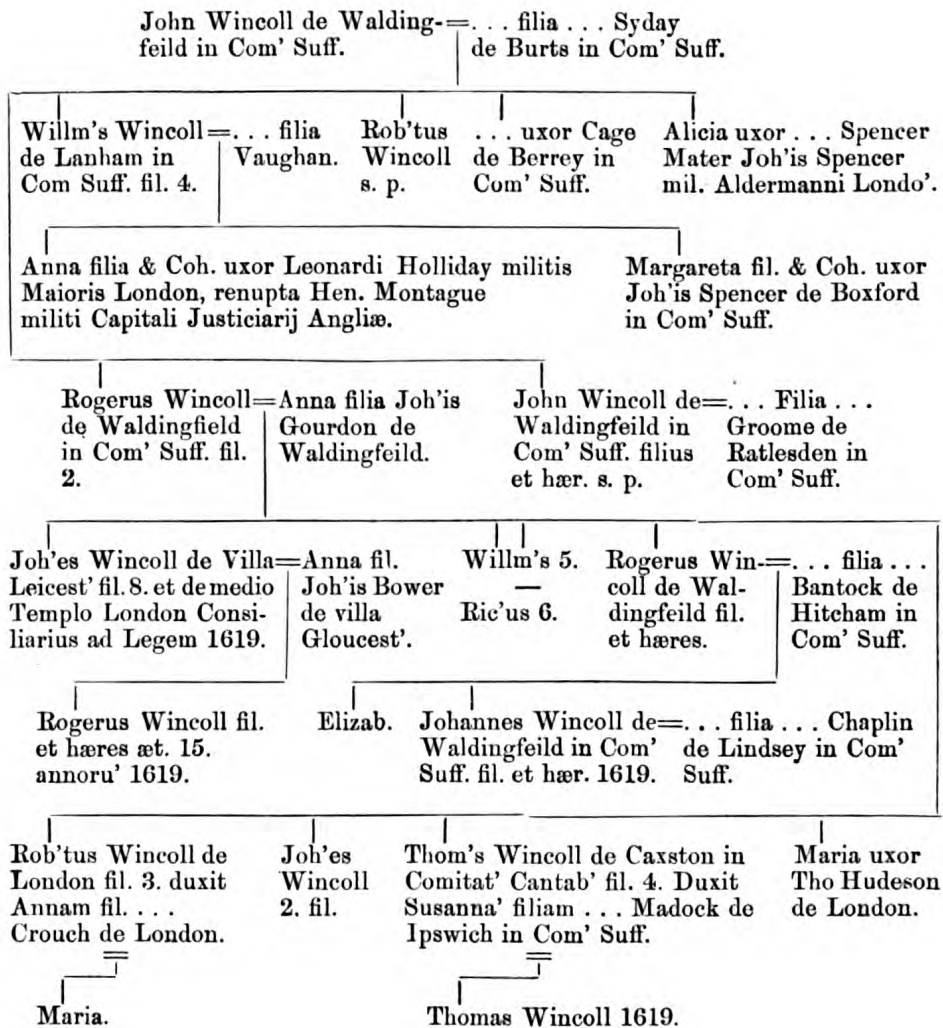 John Wincoll de Walding-=. . . filia . . . Syday
feild in Com' Suff.
de Burts in Com' Suff.
Willm's Wincoll=. . . filia
de Lanham in
Vaughan.
Com Suff. fil. 4.
Rob'tus
Wincoll
s. p.
. . . uxor Cage
de Berrey in
Com' Suff.
Alicia uxor . . . Spencer
Mater Joh'is Spencer
mil. Aldermanni Londo'.
Anna filia & Coh. uxor Leonardi Holliday militis
Maioris London, renupta Hen. Montague
militi Capitali Justiciarij Angliæ.
Margareta fil. & Coh. uxor
Joh'is Spencer de Boxford
in Com' Suff.
Rogerus Wincoll=Anna filia Joh'is
de Waldingfield
in Com' Suff. fil.
2.
Gourdon de
Waldingfeild.
John Wincoll de=. . . Filia . . .
Waldingfeild in
Com' Suff. filius
et hær. s. p.
Groome de
Ratlesden in
Com' Suff.
Joh'es Wincoll de Villa=Anna fil.
Leicest' fil. 8. et de medio
Templo London Consi-
liarius ad Legem 1619.
Joh'is Bower
de villa
Gloucest'.
Willm's 5.
—
Ric'us 6.
Rogerus Win-=. . . filia . . .
coll de Wal-
dingfeild fil.
et hæres.
Bantock de
Hitcham in
Com' Suff.
Rogerus Wincoll fil.
et hæres æt. 15.
annoru' 1619.
Elizab.
Johannes Wincoll de=. . . filia . . . Chaplin
Waldingfeild in Com'
Suff. fil. et hær. 1619.
de Lindsey in Com'
Suff.
Rob'tus Wincoll de
London fil. 3. duxit
Annam fil. . . .
Crouch de London.
Joh'es
Wincoll
2. fil.
Thom's Wincoll de Caxston in
Comitat' Cantab' fil. 4. Duxit
Susanna' filiam . . . Madock de
Ipswich in Com' Suff.
Maria uxor
Tho Hudeson
de London.
Maria.
Thomas Wincoll 1619.